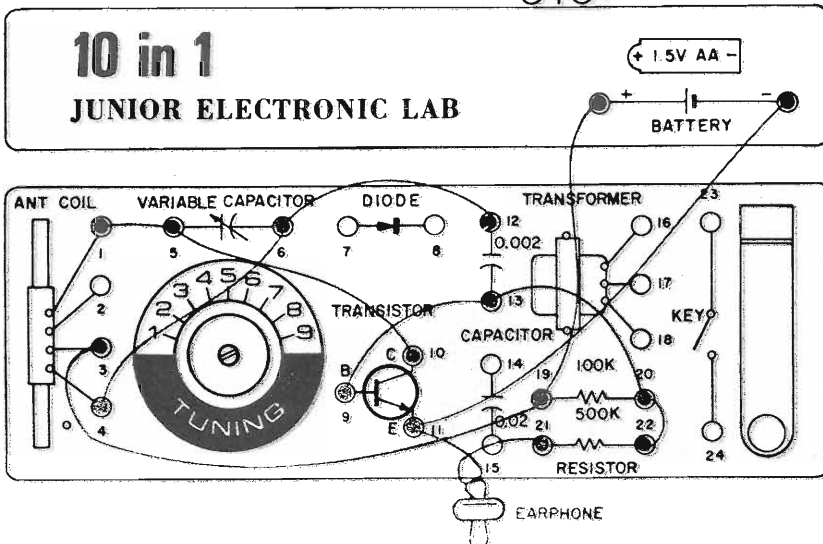 10 in 1
JUNIOR ELECTRONIC LAB
+ 1.5V AA -
+ -
BATTERY
ANT COIL VARIABLE CAPACITOR DIODE TRANSFORMER 23
1 5 6 7 8 12 16
0.002
2 17
1 2 3 4 5 6 7 8 9
TRANSISTOR 13
3 CAPACITOR 18 KEY
C 10 14 19 100K 20
B
9
4 TUNING 0.02 500K
E 11 21 22
15 RESISTOR 24
EARPHONE